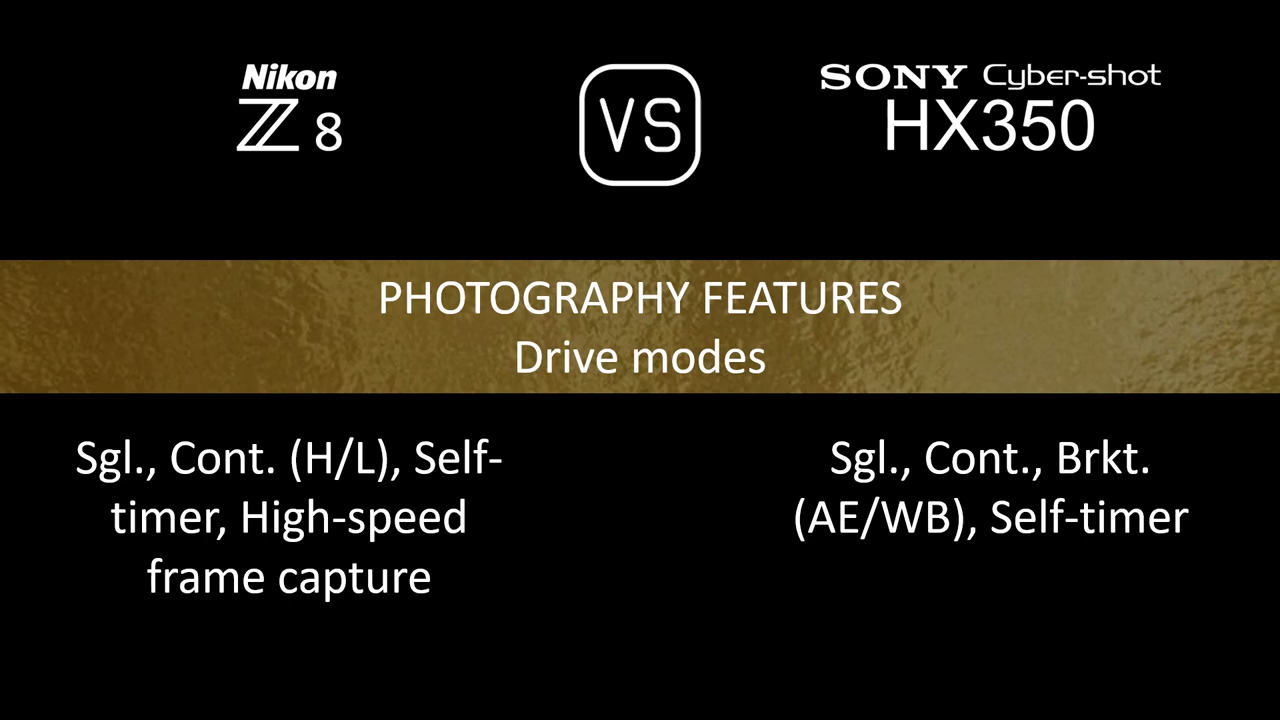 Nikon
Z 8
VS
SONY Cyber-shot
HX350
PHOTOGRAPHY FEATURES
Drive modes
Sgl., Cont. (H/L), Self-
timer, High-speed
frame capture
Sgl., Cont., Brkt.
(AE/WB), Self-timer